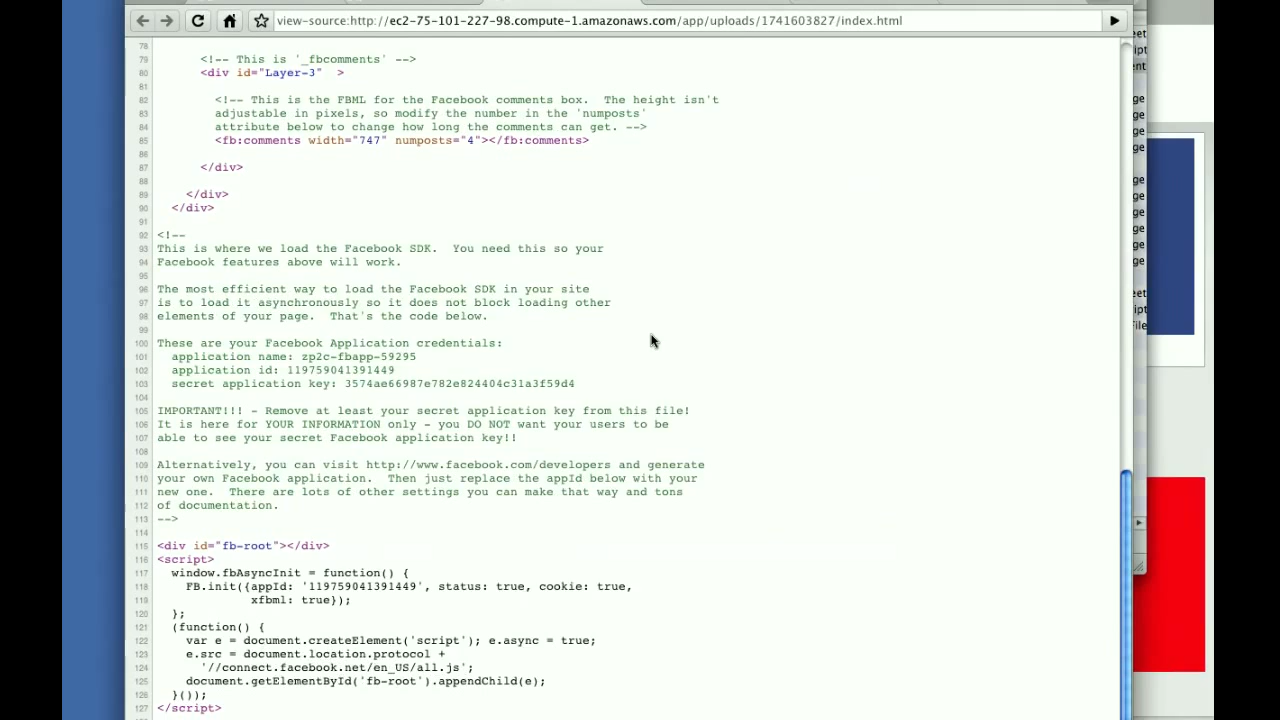 view-source:http://ec2-75-101-227-98.compute-1.amazonaws.com/app/uploads/1741603827/index.html
78
79 <!-- This is '_fbcomments' -->
80 <div id="Layer-3"  >
81
82 <!-- This is the FBML for the Facebook comments box.  The height isn't
83 adjustable in pixels, so modify the number in the 'numposts'
84 attribute below to change how long the comments can get. -->
85 <fb:comments width="747" numposts="4"></fb:comments>
86
87 </div>
88
89 </div>
90 </div>
91
92 <!--
93 This is where we load the Facebook SDK.  You need this so your
94 Facebook features above will work.
95
96 The most efficient way to load the Facebook SDK in your site
97 is to load it asynchronously so it does not block loading other
98 elements of your page.  That's the code below.
99
100 These are your Facebook Application credentials:
101 application name: zp2c-fbapp-59295
102 application id: 119759041391449
103 secret application key: 3574ae66987e782e824404c31a3f59d4
104
105 IMPORTANT!!! - Remove at least your secret application key from this file!
106 It is here for YOUR INFORMATION only - you DO NOT want your users to be
107 able to see your secret Facebook application key!!
108
109 Alternatively, you can visit http://www.facebook.com/developers and generate
110 your own Facebook application.  Then just replace the appId below with your
111 new one.  There are lots of other settings you can make that way and tons
112 of documentation.
113 -->
114
115 <div id="fb-root"></div>
116 <script>
117 window.fbAsyncInit = function() {
118 FB.init({appId: '119759041391449', status: true, cookie: true,
119 xfbml: true});
120 };
121 (function() {
122 var e = document.createElement('script'); e.async = true;
123 e.src = document.location.protocol +
124 '//connect.facebook.net/en_US/all.js';
125 document.getElementById('fb-root').appendChild(e);
126 }());
127 </script>